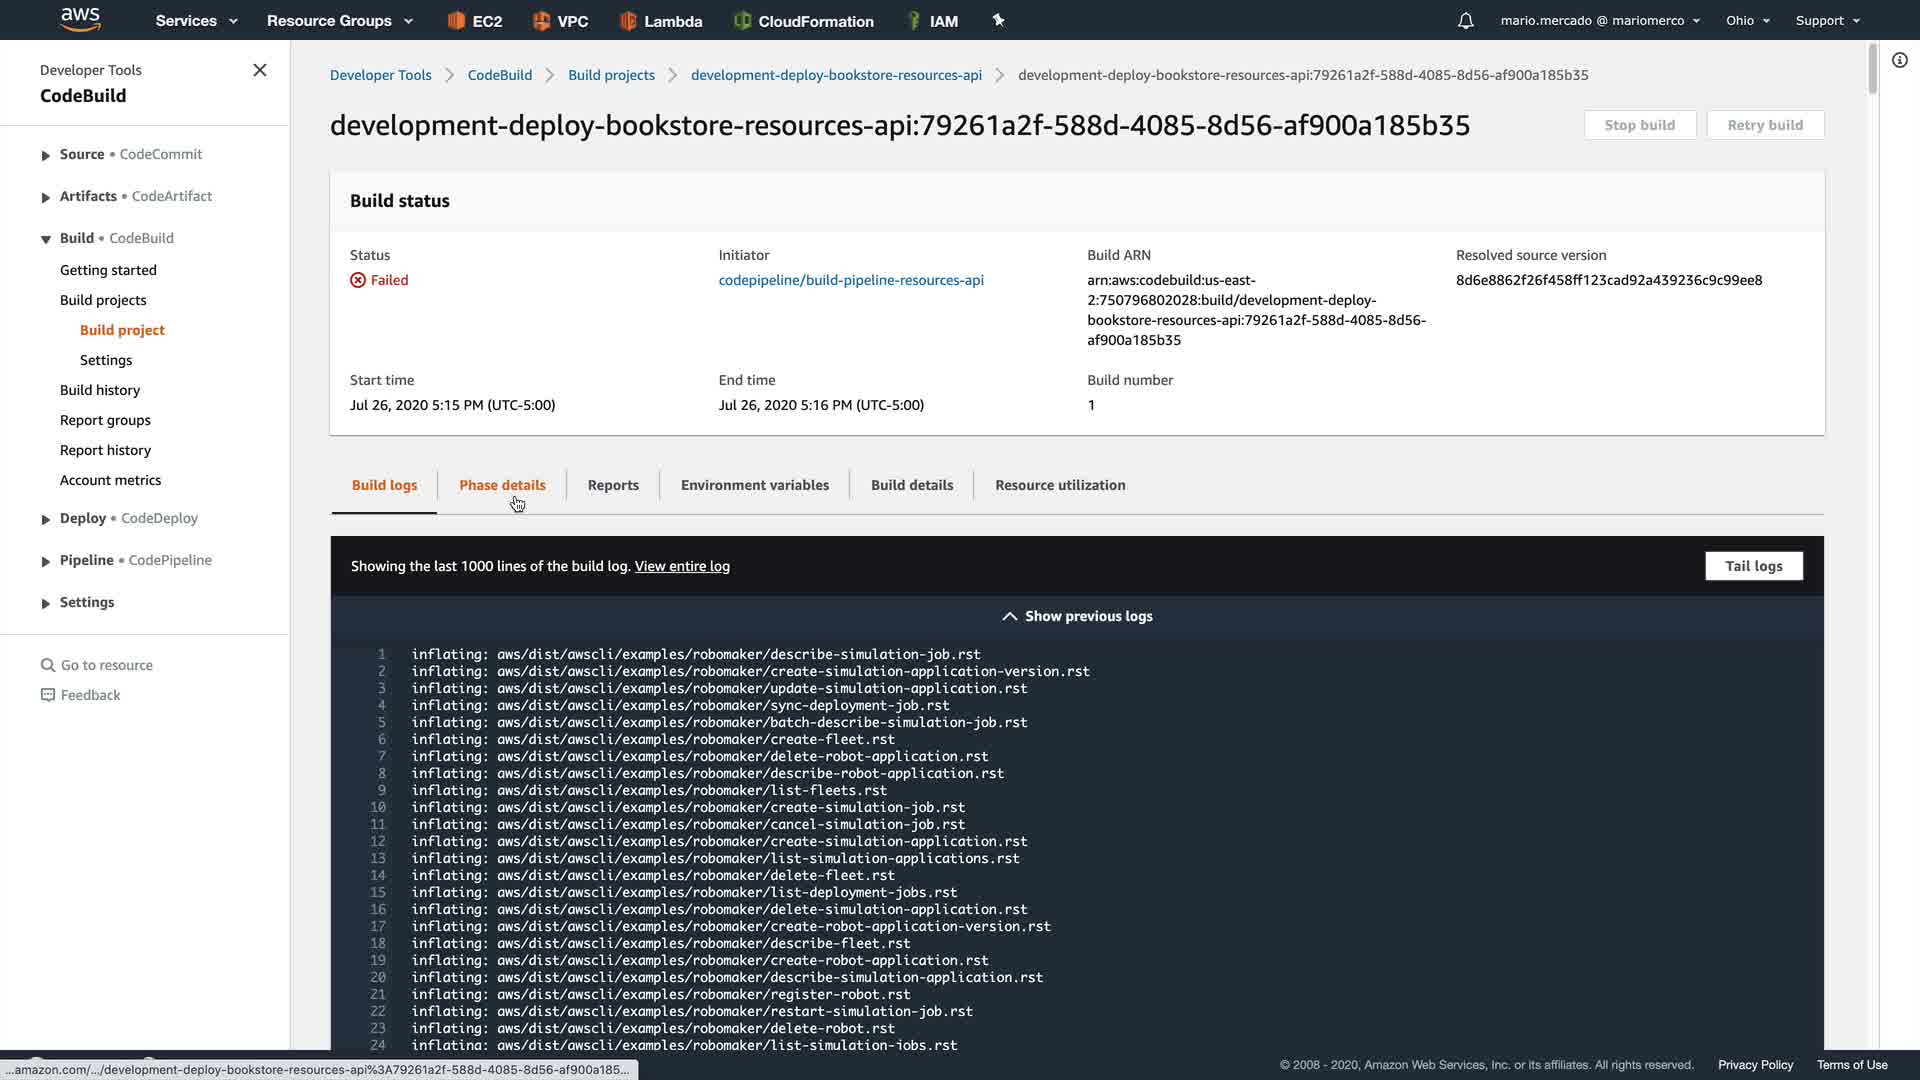 aws Services Resource Groups EC2 VPC Lambda CloudFormation IAM mario.mercado @ mariomerco Ohio Support
Developer Tools
CodeBuild
Source • CodeCommit
Artifacts • CodeArtifact
Build • CodeBuild
Getting started
Build projects
Build project
Settings
Build history
Report groups
Report history
Account metrics
Deploy • CodeDeploy
Pipeline • CodePipeline
Settings
Go to resource
Feedback
Developer Tools CodeBuild Build projects development-deploy-bookstore-resources-api development-deploy-bookstore-resources-api:79261a2f-588d-4085-8d56-af900a185b35
development-deploy-bookstore-resources-api:79261a2f-588d-4085-8d56-af900a185b35
Stop build Retry build
Build status
Status
Failed
Initiator
codepipeline/build-pipeline-resources-api
Build ARN
arn:aws:codebuild:us-east-
2:750796802028:build/development-deploy-
bookstore-resources-api:79261a2f-588d-4085-8d56-
af900a185b35
Resolved source version
8d6e8862f26f458ff123cad92a439236c9c99ee8
Start time
Jul 26, 2020 5:15 PM (UTC-5:00)
End time
Jul 26, 2020 5:16 PM (UTC-5:00)
Build number
1
Build logs Phase details Reports Environment variables Build details Resource utilization
Showing the last 1000 lines of the build log. View entire log
Tail logs
Show previous logs
1 inflating: aws/dist/awscli/examples/robomaker/describe-simulation-job.rst
2 inflating: aws/dist/awscli/examples/robomaker/create-simulation-application-version.rst
3 inflating: aws/dist/awscli/examples/robomaker/update-simulation-application.rst
4 inflating: aws/dist/awscli/examples/robomaker/sync-deployment-job.rst
5 inflating: aws/dist/awscli/examples/robomaker/batch-describe-simulation-job.rst
6 inflating: aws/dist/awscli/examples/robomaker/create-fleet.rst
7 inflating: aws/dist/awscli/examples/robomaker/delete-robot-application.rst
8 inflating: aws/dist/awscli/examples/robomaker/describe-robot-application.rst
9 inflating: aws/dist/awscli/examples/robomaker/list-fleets.rst
10 inflating: aws/dist/awscli/examples/robomaker/create-simulation-job.rst
11 inflating: aws/dist/awscli/examples/robomaker/cancel-simulation-job.rst
12 inflating: aws/dist/awscli/examples/robomaker/create-simulation-application.rst
13 inflating: aws/dist/awscli/examples/robomaker/list-simulation-applications.rst
14 inflating: aws/dist/awscli/examples/robomaker/delete-fleet.rst
15 inflating: aws/dist/awscli/examples/robomaker/list-deployment-jobs.rst
16 inflating: aws/dist/awscli/examples/robomaker/delete-simulation-application.rst
17 inflating: aws/dist/awscli/examples/robomaker/create-robot-application-version.rst
18 inflating: aws/dist/awscli/examples/robomaker/describe-fleet.rst
19 inflating: aws/dist/awscli/examples/robomaker/create-robot-application.rst
20 inflating: aws/dist/awscli/examples/robomaker/describe-simulation-application.rst
21 inflating: aws/dist/awscli/examples/robomaker/register-robot.rst
22 inflating: aws/dist/awscli/examples/robomaker/restart-simulation-job.rst
23 inflating: aws/dist/awscli/examples/robomaker/delete-robot.rst
24 inflating: aws/dist/awscli/examples/robomaker/list-simulation-jobs.rst
...amazon.com/.../development-deploy-bookstore-resources-api%3A79261a2f-588d-4085-8d56-af900a185...
© 2008 - 2020, Amazon Web Services, Inc. or its affiliates. All rights reserved. Privacy Policy Terms of Use